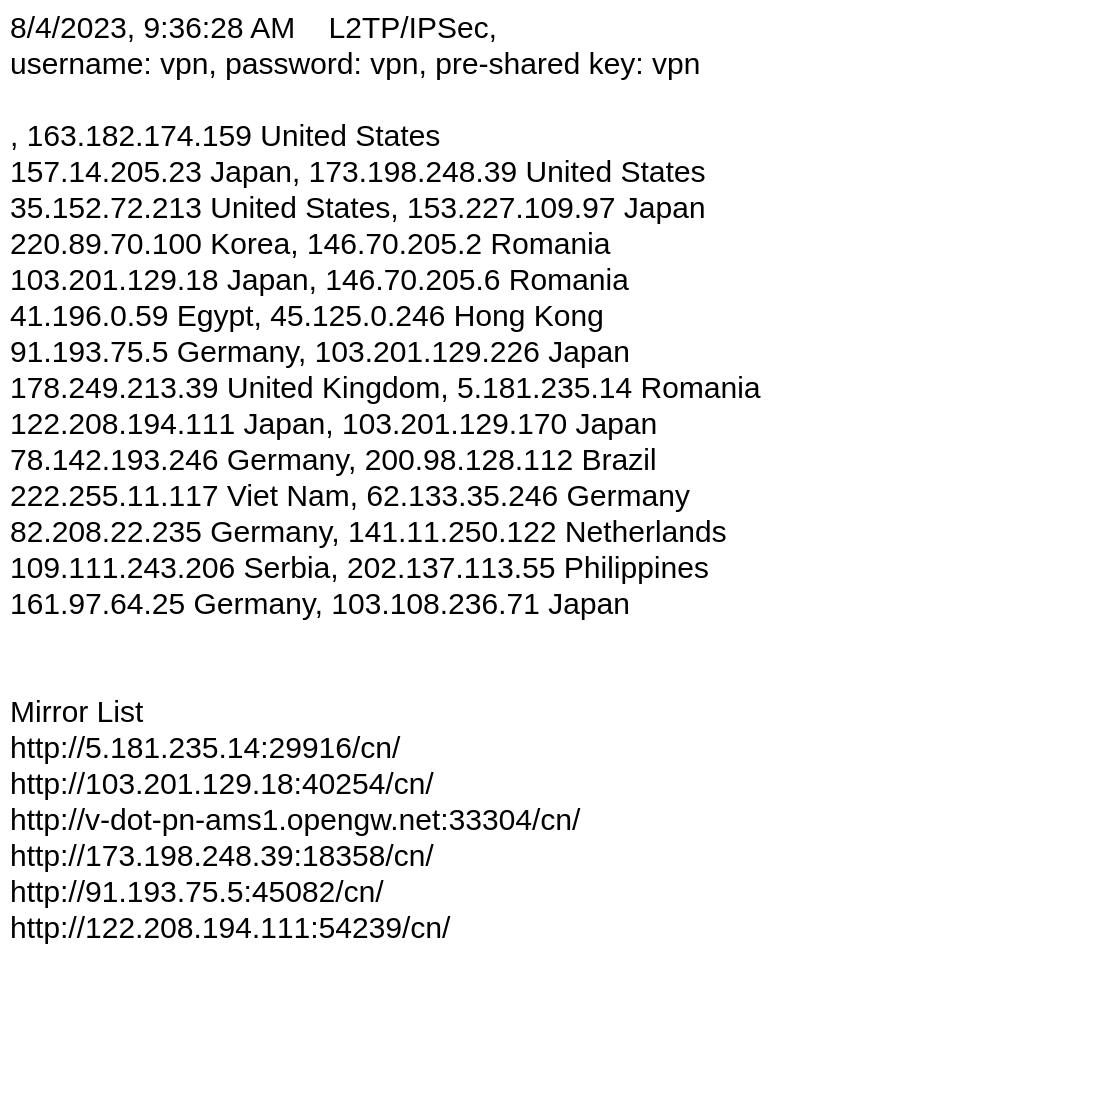 8/4/2023, 9:36:28 AM    L2TP/IPSec,
username: vpn, password: vpn, pre-shared key: vpn
, 163.182.174.159 United States
157.14.205.23 Japan, 173.198.248.39 United States
35.152.72.213 United States, 153.227.109.97 Japan
220.89.70.100 Korea, 146.70.205.2 Romania
103.201.129.18 Japan, 146.70.205.6 Romania
41.196.0.59 Egypt, 45.125.0.246 Hong Kong
91.193.75.5 Germany, 103.201.129.226 Japan
178.249.213.39 United Kingdom, 5.181.235.14 Romania
122.208.194.111 Japan, 103.201.129.170 Japan
78.142.193.246 Germany, 200.98.128.112 Brazil
222.255.11.117 Viet Nam, 62.133.35.246 Germany
82.208.22.235 Germany, 141.11.250.122 Netherlands
109.111.243.206 Serbia, 202.137.113.55 Philippines
161.97.64.25 Germany, 103.108.236.71 Japan
Mirror List
http://5.181.235.14:29916/cn/
http://103.201.129.18:40254/cn/
http://v-dot-pn-ams1.opengw.net:33304/cn/
http://173.198.248.39:18358/cn/
http://91.193.75.5:45082/cn/
http://122.208.194.111:54239/cn/